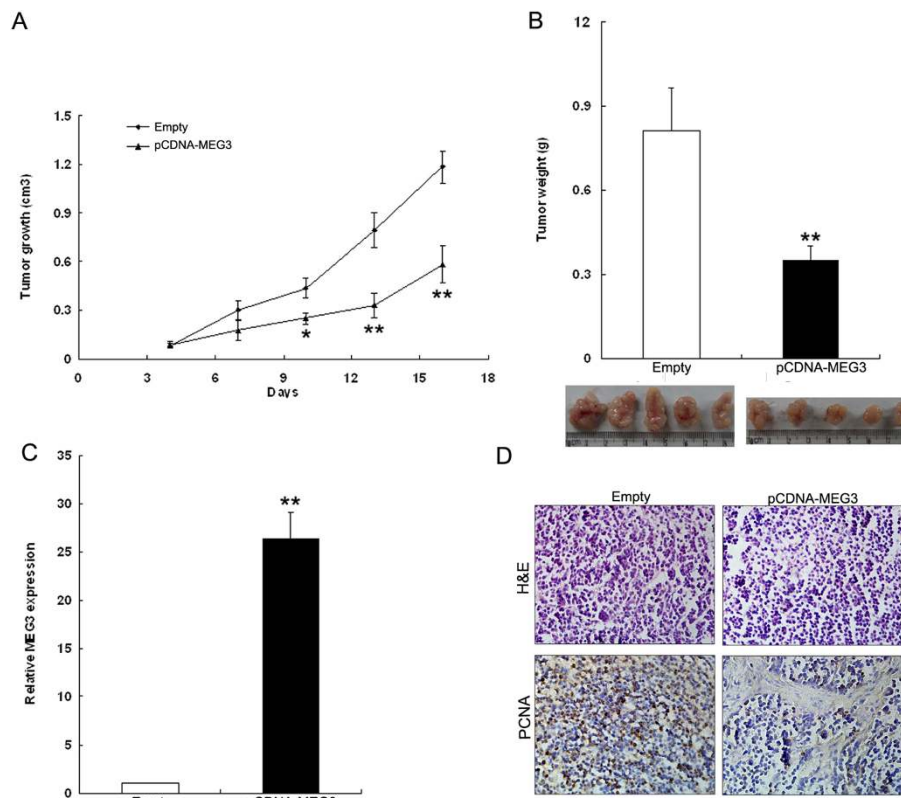 A
Tumor growth (cm3)
1.5
1.2
0.9
0.6
0.3
0
Empty
pCDNA-MEG3
*
**
**
0 3 6 9 12 15 18
Days
B
Tumor weight (g)
12
0.9
0.6
0.3
0
**
Empty pCDNA-MEG3
C
Relative MEG3 expression
35
30
25
20
15
10
5
0
**
D
Empty pCDNA-MEG3
H&E
PCNA